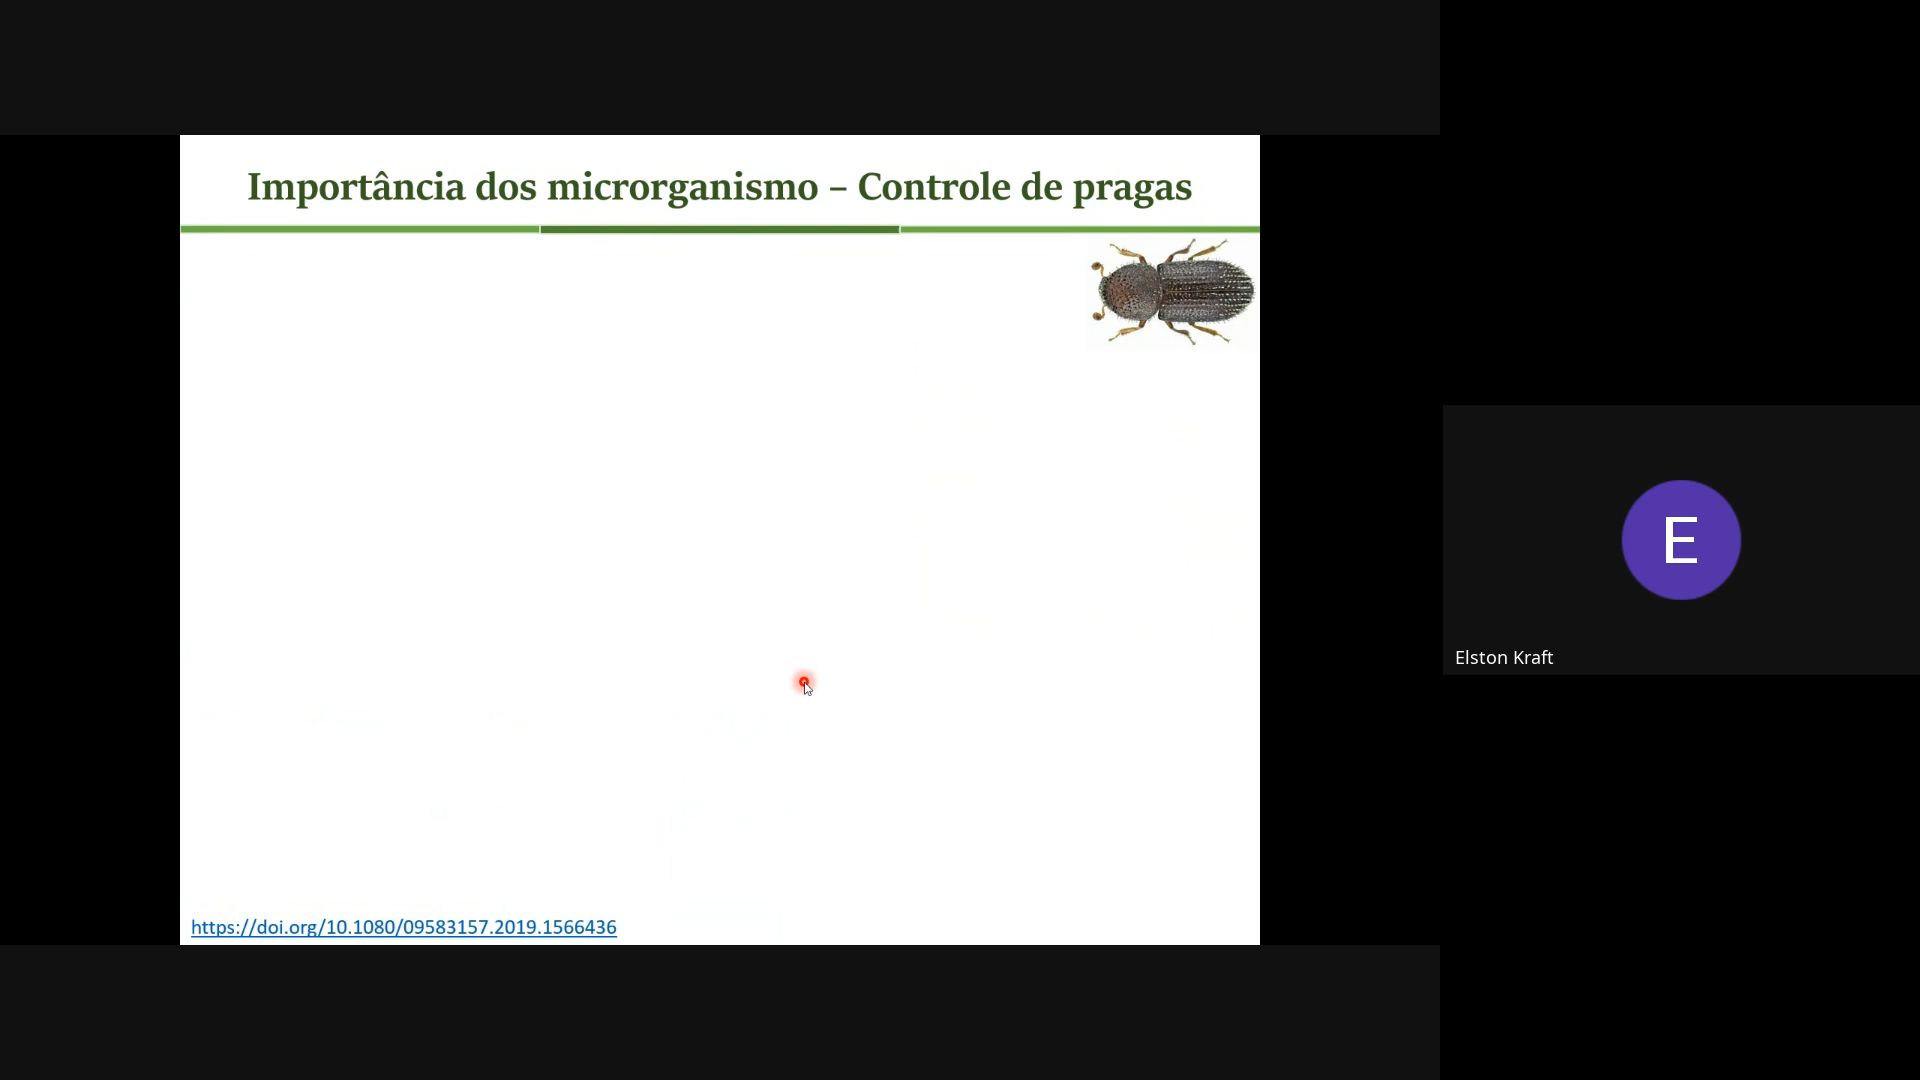 Importância dos microrganismo – Controle de pragas
https://doi.org/10.1080/09583157.2019.1566436
E
Elston Kraft